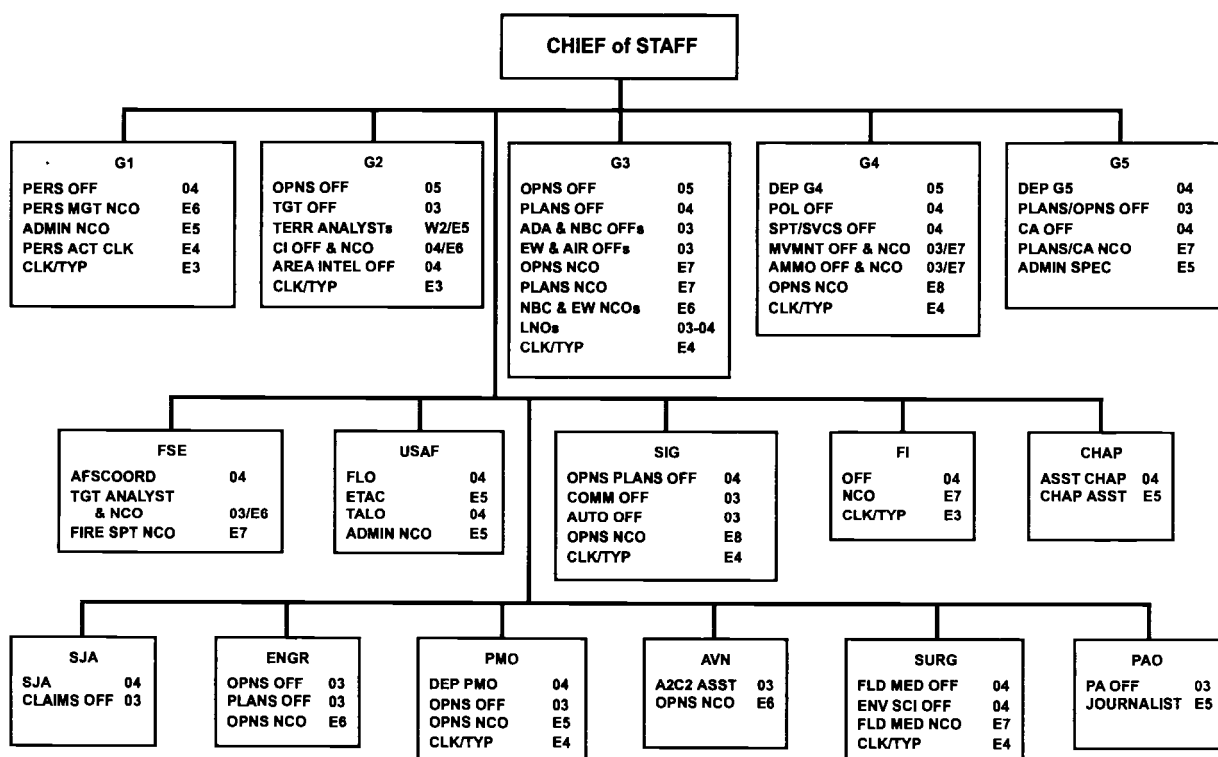 CHIEF of STAFF
G1
PERS OFF 04
PERS MGT NCO E6
ADMIN NCO E5
PERS ACT CLK E4
CLK/TYP E3
G2
OPNS OFF 05
TGT OFF 03
TERR ANALYSTs W2/E5
CI OFF & NCO 04/E6
AREA INTEL OFF 04
CLK/TYP E3
G3
OPNS OFF 05
PLANS OFF 04
ADA & NBC OFFs 03
EW & AIR OFFs 03
OPNS NCO E7
PLANS NCO E7
NBC & EW NCOs E6
LNOs 03-04
CLK/TYP E4
G4
DEP G4 05
POL OFF 04
SPT/SVCS OFF 04
MVMNT OFF & NCO 03/E7
AMMO OFF & NCO 03/E7
OPNS NCO E8
CLK/TYP E4
G5
DEP G5 04
PLANS/OPNS OFF 03
CA OFF 04
PLANS/CA NCO E7
ADMIN SPEC E5
FSE
AFSCOORD 04
TGT ANALYST
& NCO 03/E6
FIRE SPT NCO E7
USAF
FLO 04
ETAC E5
TALO 04
ADMIN NCO E5
SIG
OPNS PLANS OFF 04
COMM OFF 03
AUTO OFF 03
OPNS NCO E8
CLK/TYP E4
FI
OFF 04
NCO E7
CLK/TYP E3
CHAP
ASST CHAP 04
CHAP ASST E5
SJA
SJA 04
CLAIMS OFF 03
ENGR
OPNS OFF 03
PLANS OFF 03
OPNS NCO E6
PMO
DEP PMO 04
OPNS OFF 03
OPNS NCO E5
CLK/TYP E4
AVN
A2C2 ASST 03
OPNS NCO E6
SURG
FLD MED OFF 04
ENV SCI OFF 04
FLD MED NCO E7
CLK/TYP E4
PAO
PA OFF 03
JOURNALIST E5